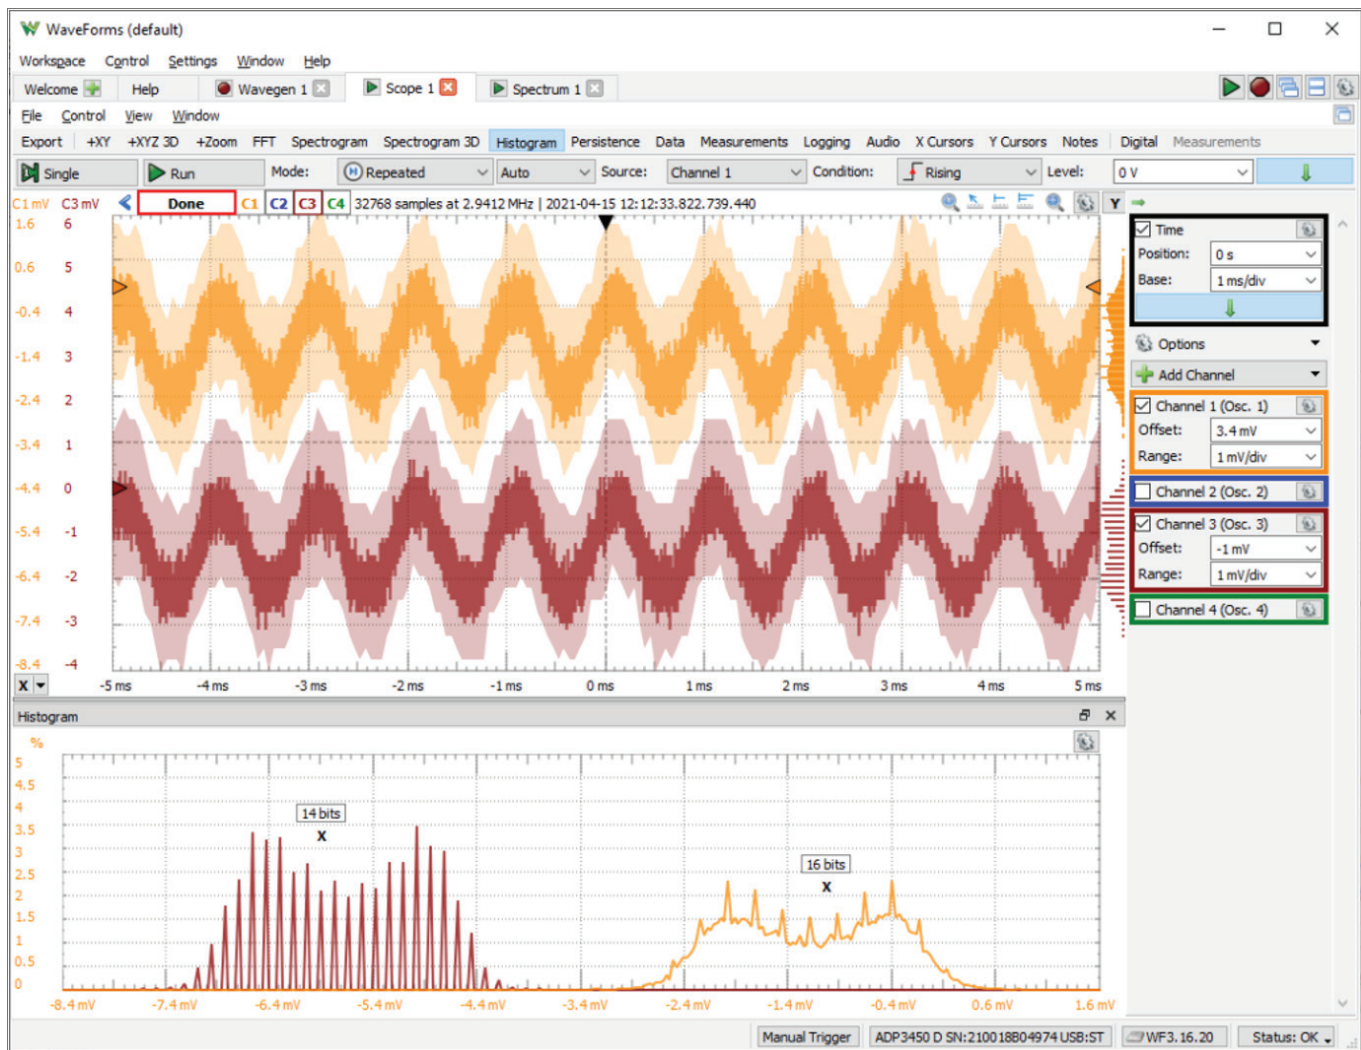 WaveForms (default)
Workspace Control Settings Window Help
Welcome Help Wavegen 1 Scope 1 Spectrum 1
File Control View Window
Export +XY +XYZ 3D +Zoom FFT Spectrogram Spectrogram 3D Histogram Persistence Data Measurements Logging Audio X Cursors Y Cursors Notes Digital Measurements
Single Run Mode: Repeated Auto Source: Channel 1 Condition: Rising Level: 0 V
C1 mV C3 mV Done C1 C2 C3 C4 32768 samples at 2.9412 MHz | 2021-04-15 12:12:33.822.739.440 Y
1.6 6
0.6 5
-0.4 4
-1.4 3
-2.4 2
-3.4 1
-4.4 0
-5.4 -1
-6.4 -2
-7.4 -3
-8.4 -4
X -5 ms -4 ms -3 ms -2 ms -1 ms 0 ms 1 ms 2 ms 3 ms 4 ms 5 ms
Time
Position: 0 s
Base: 1 ms/div
Options
Add Channel
Channel 1 (Osc. 1)
Offset: 3.4 mV
Range: 1 mV/div
Channel 2 (Osc. 2)
Channel 3 (Osc. 3)
Offset: -1 mV
Range: 1 mV/div
Channel 4 (Osc. 4)
Histogram
%
5
4.5
4
3.5
3
2.5
2
1.5
1
0.5
0
14 bits
X
16 bits
X
-8.4 mV -7.4 mV -6.4 mV -5.4 mV -4.4 mV -3.4 mV -2.4 mV -1.4 mV -0.4 mV 0.6 mV 1.6 mV
Manual Trigger ADP3450 D SN:210018B04974 USB:ST WF3.16.20 Status: OK